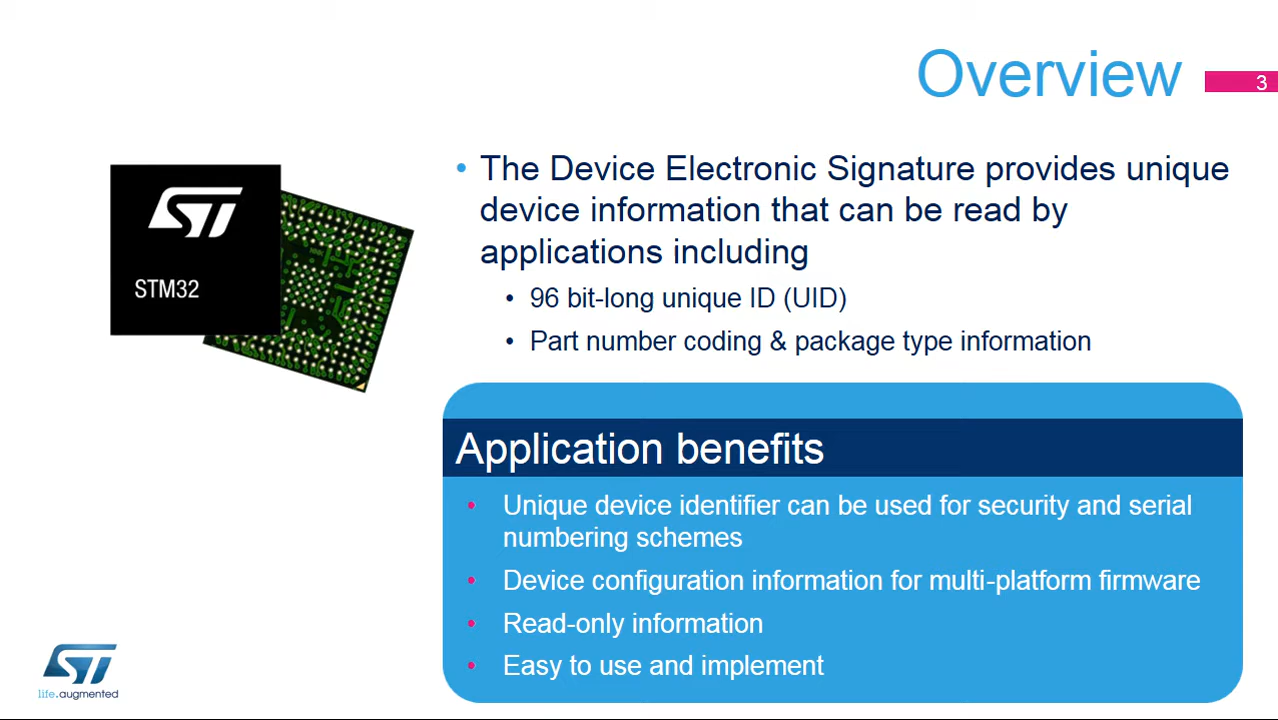 Overview
3
• The Device Electronic Signature provides unique
device information that can be read by
applications including
• 96 bit-long unique ID (UID)
• Part number coding & package type information
ST
STM32
Application benefits
• Unique device identifier can be used for security and serial
numbering schemes
• Device configuration information for multi-platform firmware
• Read-only information
• Easy to use and implement
ST
life.augmented